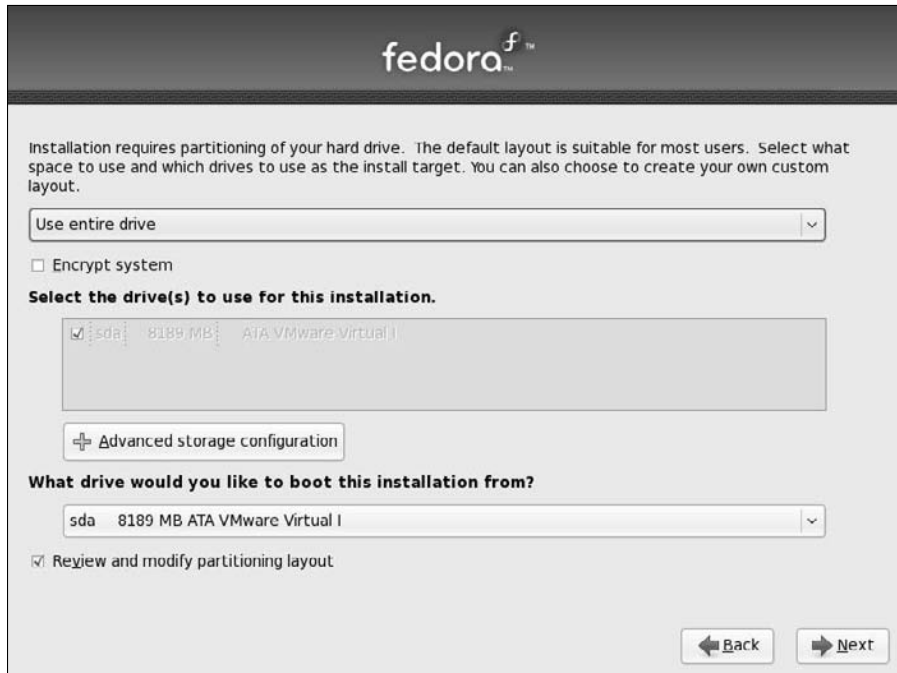 fedora
Installation requires partitioning of your hard drive. The default layout is suitable for most users. Select what
space to use and which drives to use as the install target. You can also choose to create your own custom
layout.
Use entire drive
Encrypt system
Select the drive(s) to use for this installation.
sda 8189 MB ATA VMware Virtual I
Advanced storage configuration
What drive would you like to boot this installation from?
sda 8189 MB ATA VMware Virtual I
Review and modify partitioning layout
Back
Next